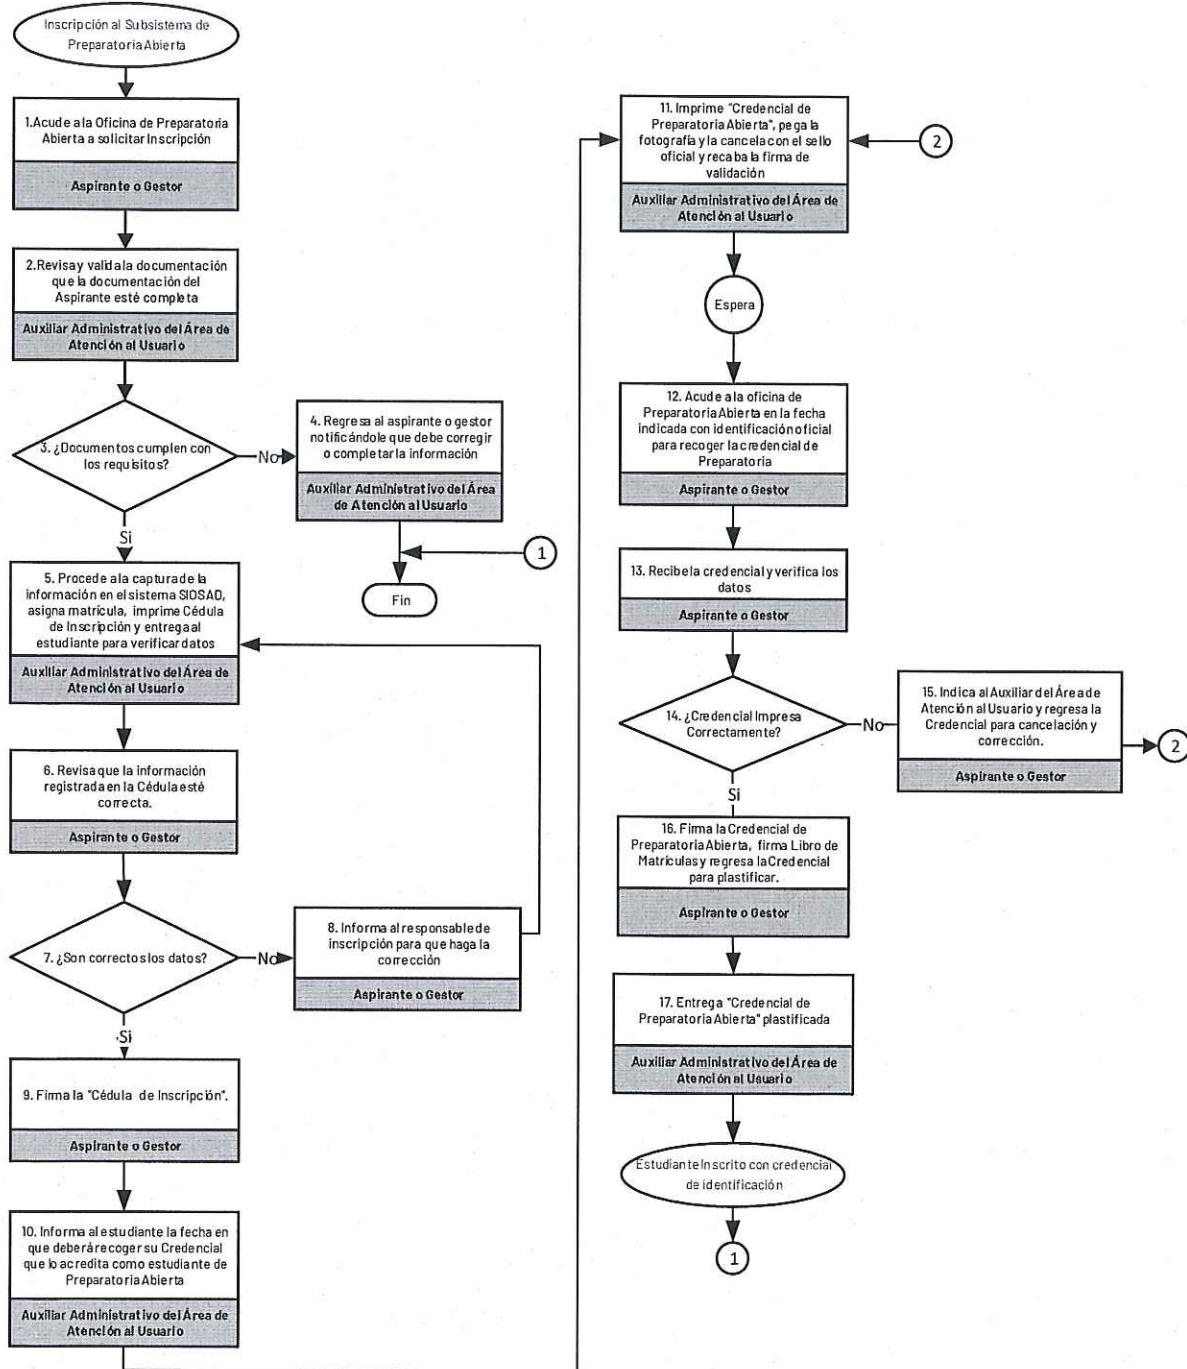 Inscripción al Subsistema de
Preparatoria Abierta
1. Acude a la Oficina de Preparatoria
Abierta a solicitar Inscripción
Aspirante o Gestor
2. Revisa y valida la documentación
que la documentación del
Aspirante esté completa
Auxiliar Administrativo del Área de
Atención al Usuario
3. ¿Documentos cumplen con
los requisitos?
No
4. Regresa al aspirante o gestor
notificándole que debe corregir
o completar la información
Auxiliar Administrativo del Área
de Atención al Usuario
1
Fin
Si
5. Procede a la captura de la
información en el sistema SIOSAD,
asigna matrícula, imprime Cédula
de Inscripción y entrega al
estudiante para verificar datos
Auxiliar Administrativo del Área de
Atención al Usuario
6. Revisa que la información
registrada en la Cédula esté
correcta.
Aspirante o Gestor
7. ¿Son correctos los datos?
No
8. Informa al responsable de
inscripción para que haga la
corrección
Aspirante o Gestor
Si
9. Firma la "Cédula de Inscripción".
Aspirante o Gestor
10. Informa al estudiante la fecha en
que deberá recoger su Credencial
que lo acredita como estudiante de
Preparatoria Abierta
Auxiliar Administrativo del Área de
Atención al Usuario
11. Imprime "Credencial de
Preparatoria Abierta", pega la
fotografía y la cancela con el sello
oficial y recaba la firma de
validación
Auxiliar Administrativo del Área de
Atención al Usuario
2
Espera
12. Acude a la oficina de
Preparatoria Abierta en la fecha
indicada con identificación oficial
para recoger la credencial de
Preparatoria
Aspirante o Gestor
13. Recibe la credencial y verifica los
datos
Aspirante o Gestor
14. ¿Credencial Impresa
Correctamente?
No
15. Indica al Auxiliar del Área de
Atención al Usuario y regresa la
Credencial para cancelación y
corrección.
Aspirante o Gestor
2
Si
16. Firma la Credencial de
Preparatoria Abierta, firma Libro de
Matrículas y regresa la Credencial
para plastificar.
Aspirante o Gestor
17. Entrega "Credencial de
Preparatoria Abierta" plastificada
Auxiliar Administrativo del Área de
Atención al Usuario
Estudiante Inscrito con credencial
de identificación
1